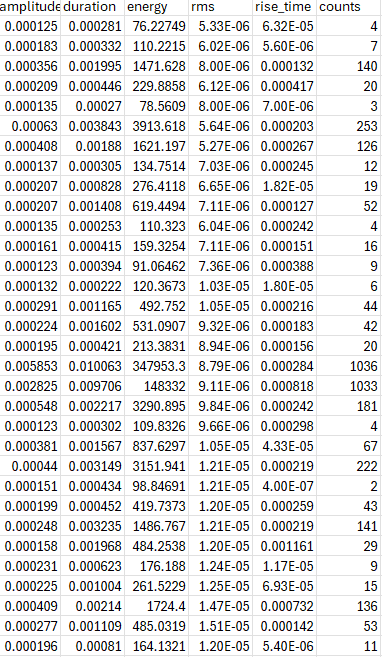 amplitude duration energy rms rise_time counts
0.000125 0.000281 76.22749 5.33E-06 6.32E-05 4
0.000183 0.000332 110.2215 6.02E-06 5.60E-06 7
0.000356 0.001995 1471.628 8.00E-06 0.000132 140
0.000209 0.000446 229.8858 6.12E-06 0.000417 20
0.000135 0.00027 78.5609 8.00E-06 7.00E-06 3
0.00063 0.003843 3913.618 5.64E-06 0.000203 253
0.000408 0.00188 1621.197 5.27E-06 0.000267 126
0.000137 0.000305 134.7514 7.03E-06 0.000245 12
0.000207 0.000828 276.4118 6.65E-06 1.82E-05 19
0.000207 0.001408 619.4494 7.11E-06 0.000127 52
0.000135 0.000253 110.323 6.04E-06 0.000242 4
0.000161 0.000415 159.3254 7.11E-06 0.000151 16
0.000123 0.000394 91.06462 7.36E-06 0.000388 9
0.000132 0.000222 120.3673 1.03E-05 1.80E-05 6
0.000291 0.001165 492.752 1.05E-05 0.000216 44
0.000224 0.001602 531.0907 9.32E-06 0.000183 42
0.000195 0.000421 213.3831 8.94E-06 0.000156 20
0.005853 0.010063 347953.3 8.79E-06 0.000284 1036
0.002825 0.009706 148332 9.11E-06 0.000818 1033
0.000548 0.002217 3290.895 9.84E-06 0.000242 181
0.000123 0.000302 109.8326 9.66E-06 0.000298 4
0.000381 0.001567 837.6297 1.05E-05 4.33E-05 67
0.00044 0.003149 3151.941 1.21E-05 0.000219 222
0.000151 0.000434 98.84691 1.21E-05 4.00E-07 2
0.000199 0.000452 419.7373 1.20E-05 0.000259 43
0.000248 0.003235 1486.767 1.21E-05 0.000219 141
0.000158 0.001968 484.2538 1.20E-05 0.001161 29
0.000231 0.000623 176.188 1.24E-05 1.17E-05 9
0.000225 0.001004 261.5229 1.25E-05 6.93E-05 15
0.000409 0.00214 1724.4 1.47E-05 0.000732 136
0.000277 0.001109 485.0319 1.51E-05 0.000142 53
0.000196 0.00081 164.1321 1.20E-05 5.40E-06 11